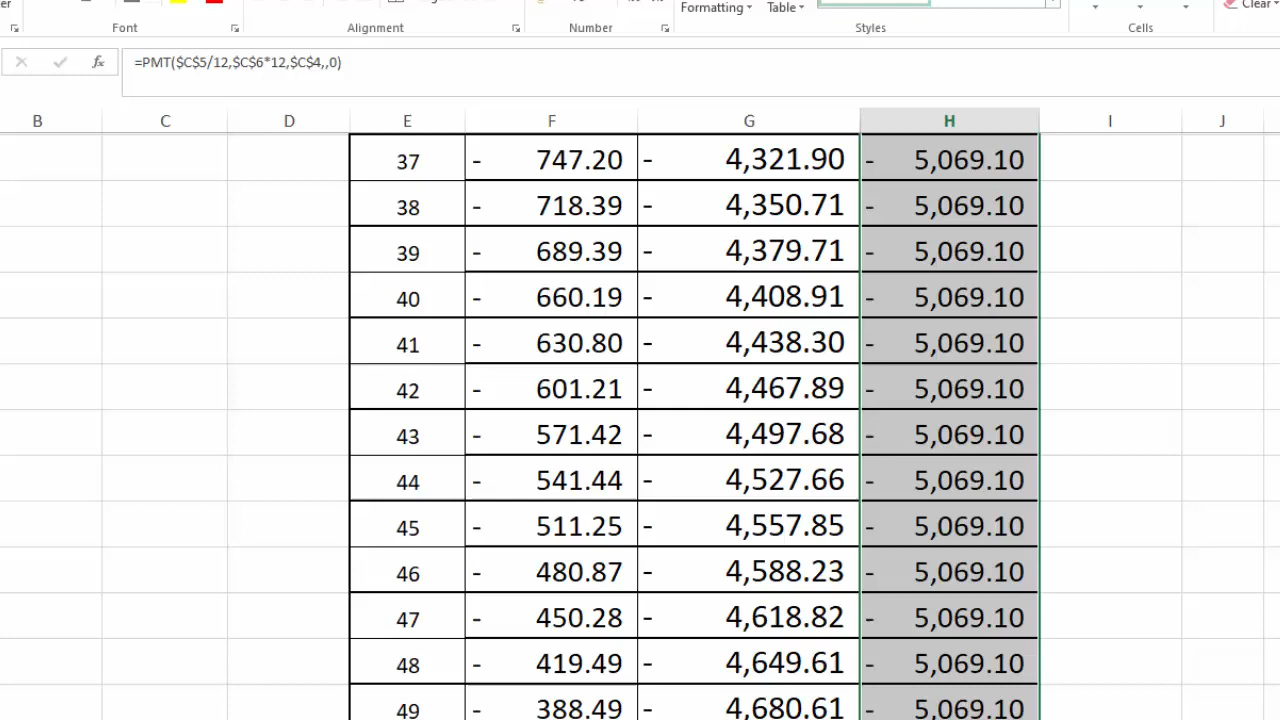 Formatting Table Clear
Font Alignment Number Styles Cells
fx =PMT($C$5/12,$C$6*12,$C$4,,0)
B C D E F G H I J
37 - 747.20 - 4,321.90 - 5,069.10
38 - 718.39 - 4,350.71 - 5,069.10
39 - 689.39 - 4,379.71 - 5,069.10
40 - 660.19 - 4,408.91 - 5,069.10
41 - 630.80 - 4,438.30 - 5,069.10
42 - 601.21 - 4,467.89 - 5,069.10
43 - 571.42 - 4,497.68 - 5,069.10
44 - 541.44 - 4,527.66 - 5,069.10
45 - 511.25 - 4,557.85 - 5,069.10
46 - 480.87 - 4,588.23 - 5,069.10
47 - 450.28 - 4,618.82 - 5,069.10
48 - 419.49 - 4,649.61 - 5,069.10
49 - 388.49 - 4,680.61 - 5,069.10